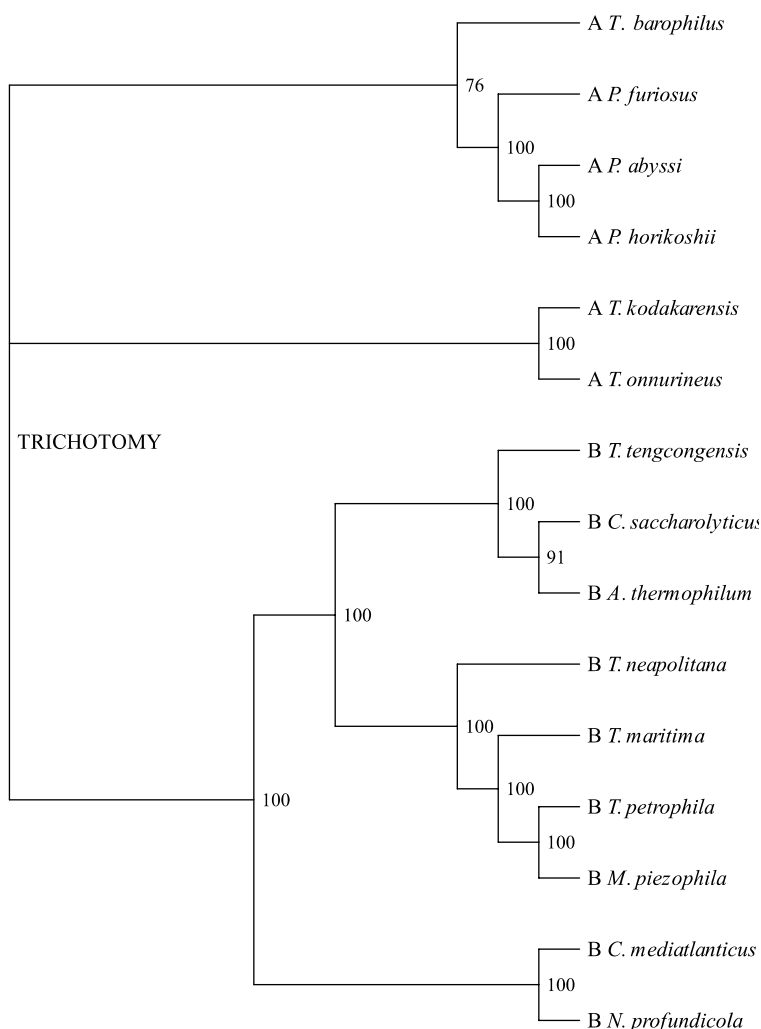 A T. barophilus
76
A P. furiosus
100
A P. abyssi
100
A P. horikoshii
A T. kodakarensis
100
A T. onnurineus
TRICHOTOMY
B T. tengcongensis
100
B C. saccharolyticus
91
B A. thermophilum
100
B T. neapolitana
100
B T. maritima
100
100
B T. petrophila
100
B M. piezophila
B C. mediatlanticus
100
B N. profundicola